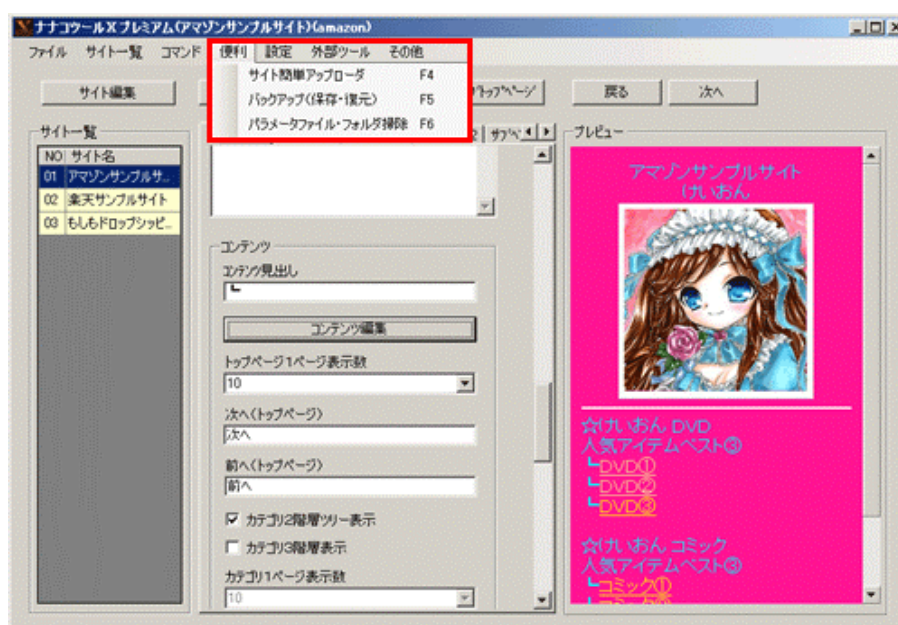 ナナコツールXプレミアム(アマゾンサンプルサイト)(amazon)
ファイル サイト一覧 コマンド 便利 設定 外部ツール その他
サイト簡単アップローダ F4
バックアップ(保存・復元) F5
パラメータファイル・フォルダ掃除 F6
サイト編集
戻る
次へ
サイト一覧
NO サイト名
01 アマゾンサンプルサ...
02 楽天サンプルサイト
03 もしもドロップシッピ...
コンテンツ
コンテンツ見出し
┗
コンテンツ編集
トップページ1ページ表示数
10
次へ(トップページ)
次へ
前へ(トップページ)
前へ
カテゴリ2階層ツリー表示
カテゴリ3階層表示
カテゴリ1ページ表示数
10
プレビュー
アマゾンサンプルサイト
けいおん
☆けいおん DVD
人気アイテムベスト③
┗DVD①
┗DVD②
┗DVD③
☆けいおん コミック
人気アイテムベスト③
┗コミック①